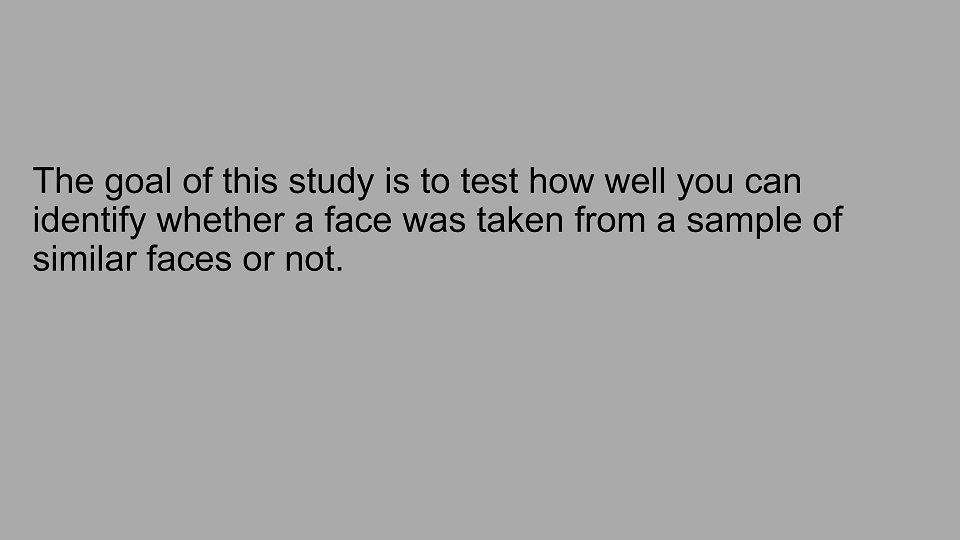 The goal of this study is to test how well you can
identify whether a face was taken from a sample of
similar faces or not.